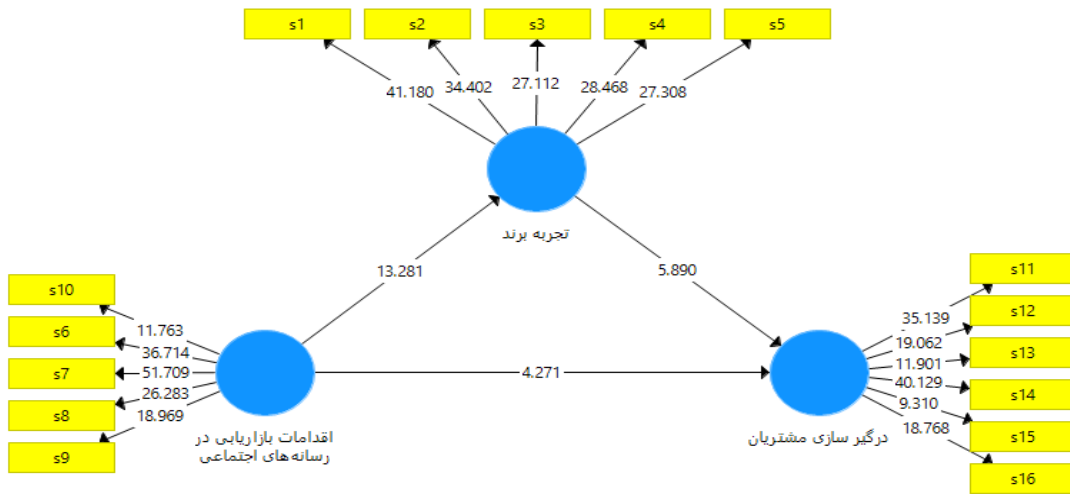 s1 s2 s3 s4 s5
41.180 34.402 27.112 28.468 27.308
تجربه برند
13.281 5.890
s10
s6
s7
s8
s9
11.763
36.714
51.709
26.283
18.969
اقدامات بازاریابی در
رسانه‌های اجتماعی
4.271
s11
s12
s13
s14
s15
s16
35.139
19.062
11.901
40.129
9.310
18.768
درگیر سازی مشتریان